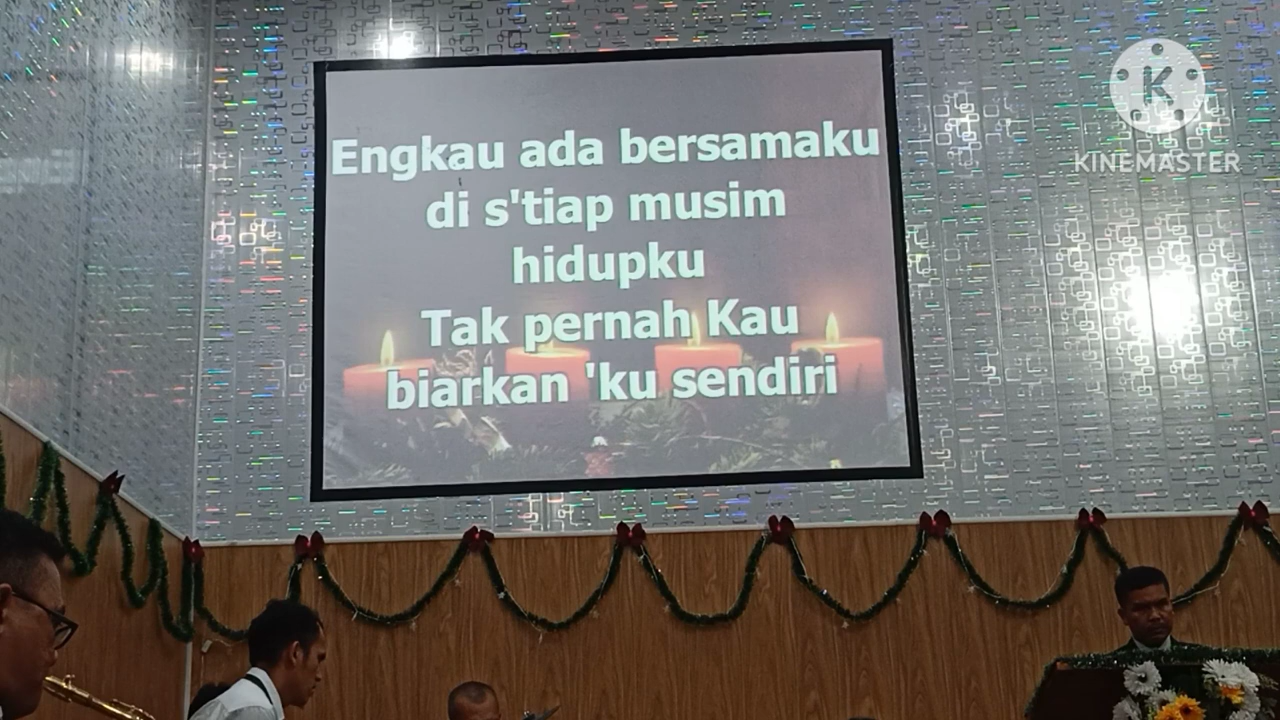 Engkau ada bersamaku
di s'tiap musim
hidupku
Tak pernah Kau
biarkan 'ku sendiri
K
KINEMASTER